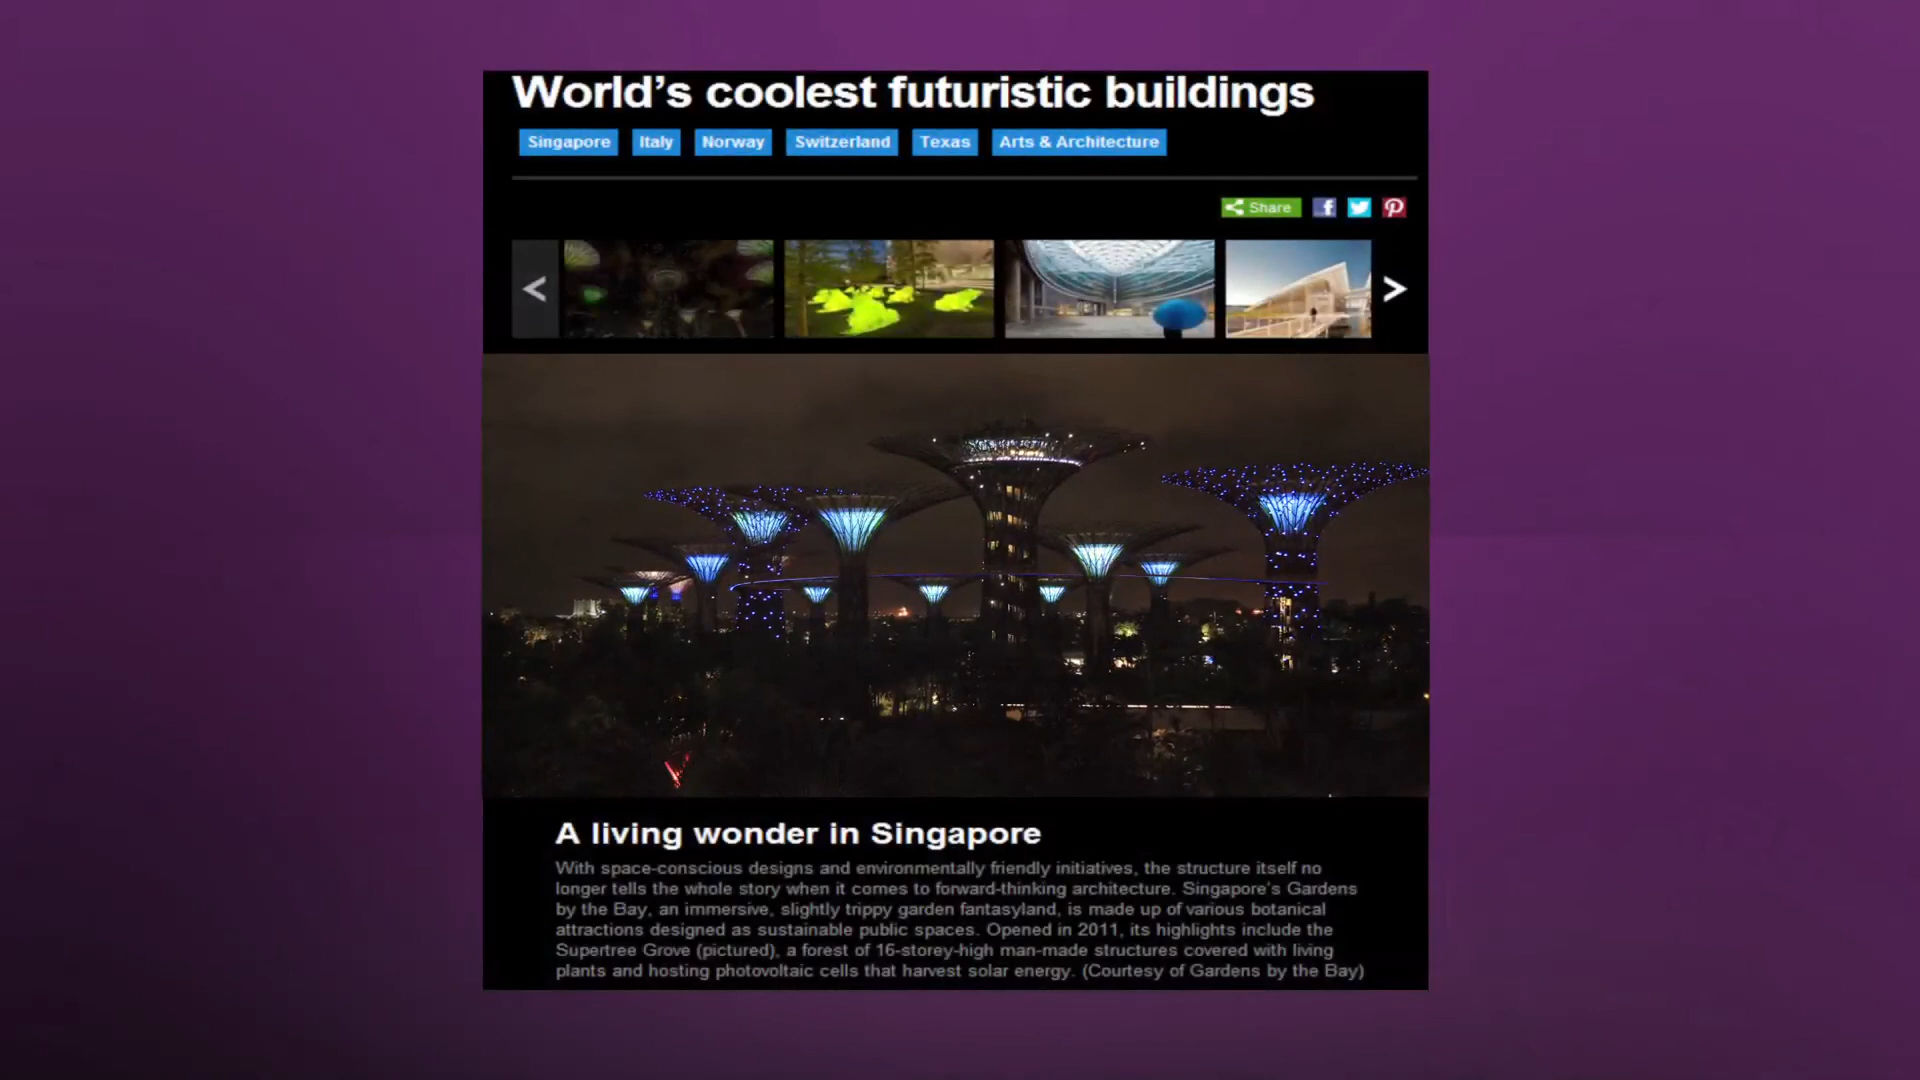 World's coolest futuristic buildings
Singapore Italy Norway Switzerland Texas Arts & Architecture
Share
A living wonder in Singapore
With space-conscious designs and environmentally friendly initiatives, the structure itself no
longer tells the whole story when it comes to forward-thinking architecture. Singapore's Gardens
by the Bay, an immersive, slightly trippy garden fantasyland, is made up of various botanical
attractions designed as sustainable public spaces. Opened in 2011, its highlights include the
Supertree Grove (pictured), a forest of 16-storey-high man-made structures covered with living
plants and hosting photovoltaic cells that harvest solar energy. (Courtesy of Gardens by the Bay)